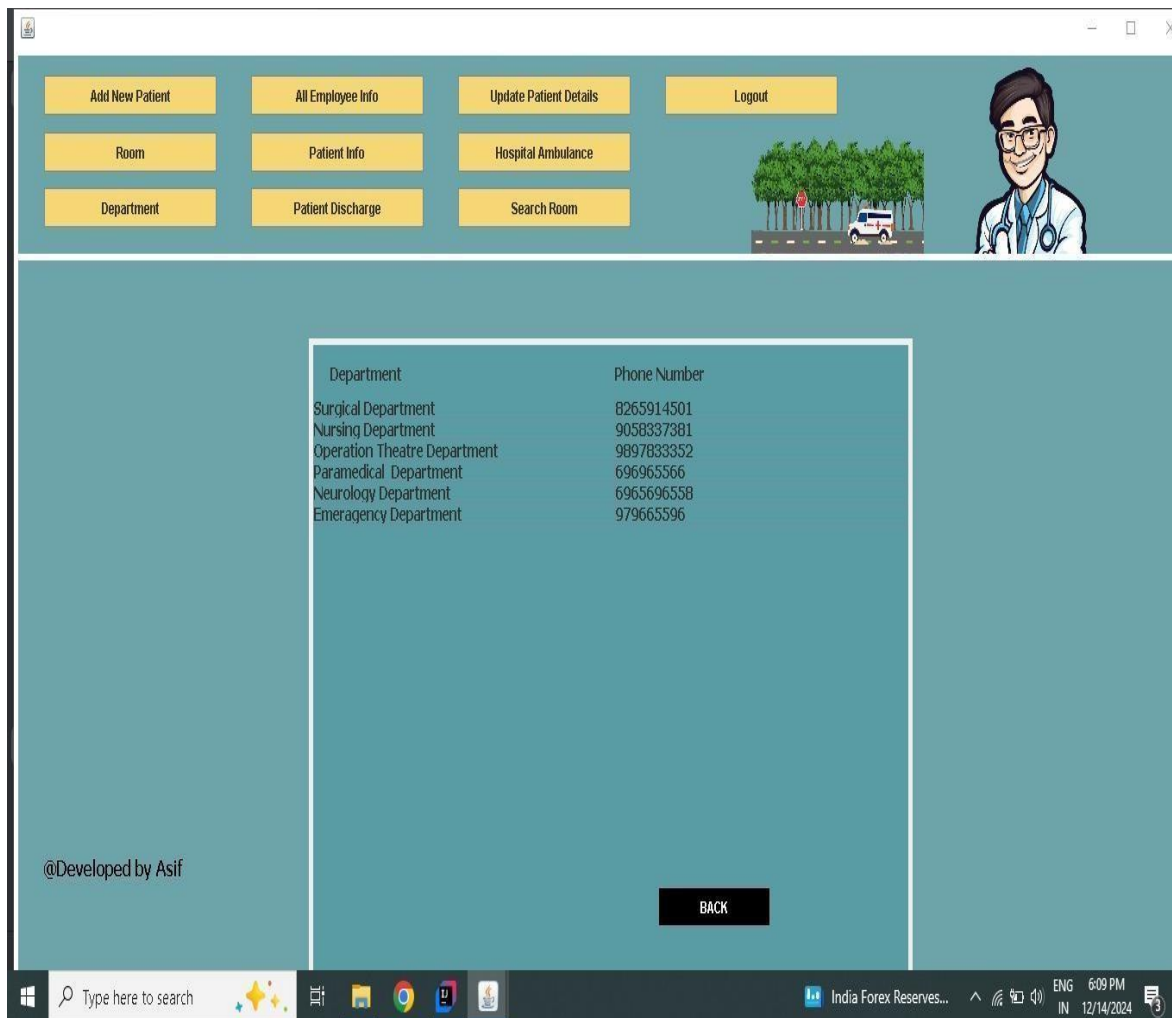 Add New Patient All Employee Info Update Patient Details Logout
Room Patient Info Hospital Ambulance
Department Patient Discharge Search Room
Department Phone Number
Surgical Department 8265914501
Nursing Department 9058337381
Operation Theatre Department 9897833352
Paramedical Department 696965566
Neurology Department 6965696558
Emeragency Department 979665596
@Developed by Asif
BACK
Type here to search India Forex Reserves... ENG 6:09 PM
IN 12/14/2024 3